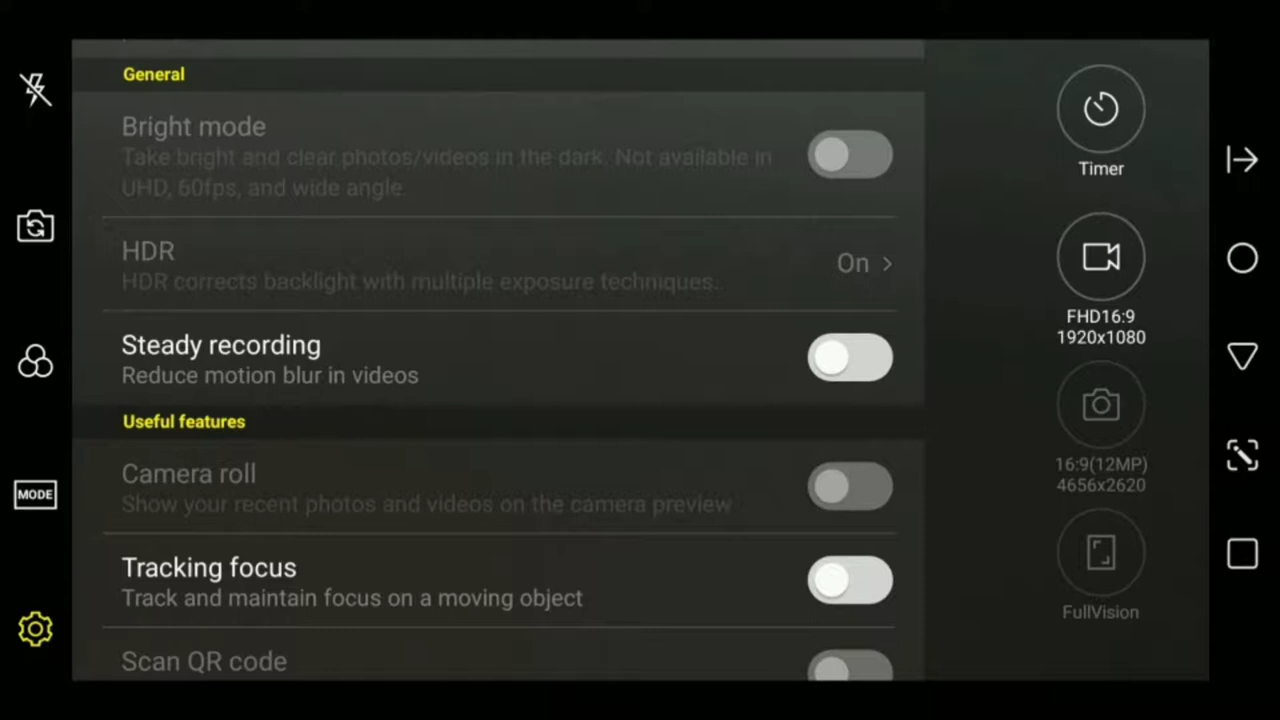 General
Bright mode
Take bright and clear photos/videos in the dark. Not available in
UHD, 60fps, and wide angle.
HDR
HDR corrects backlight with multiple exposure techniques.
On
Steady recording
Reduce motion blur in videos
Useful features
Camera roll
Show your recent photos and videos on the camera preview
Tracking focus
Track and maintain focus on a moving object
Scan QR code
MODE
Timer
FHD16:9
1920x1080
16:9(12MP)
4656x2620
FullVision